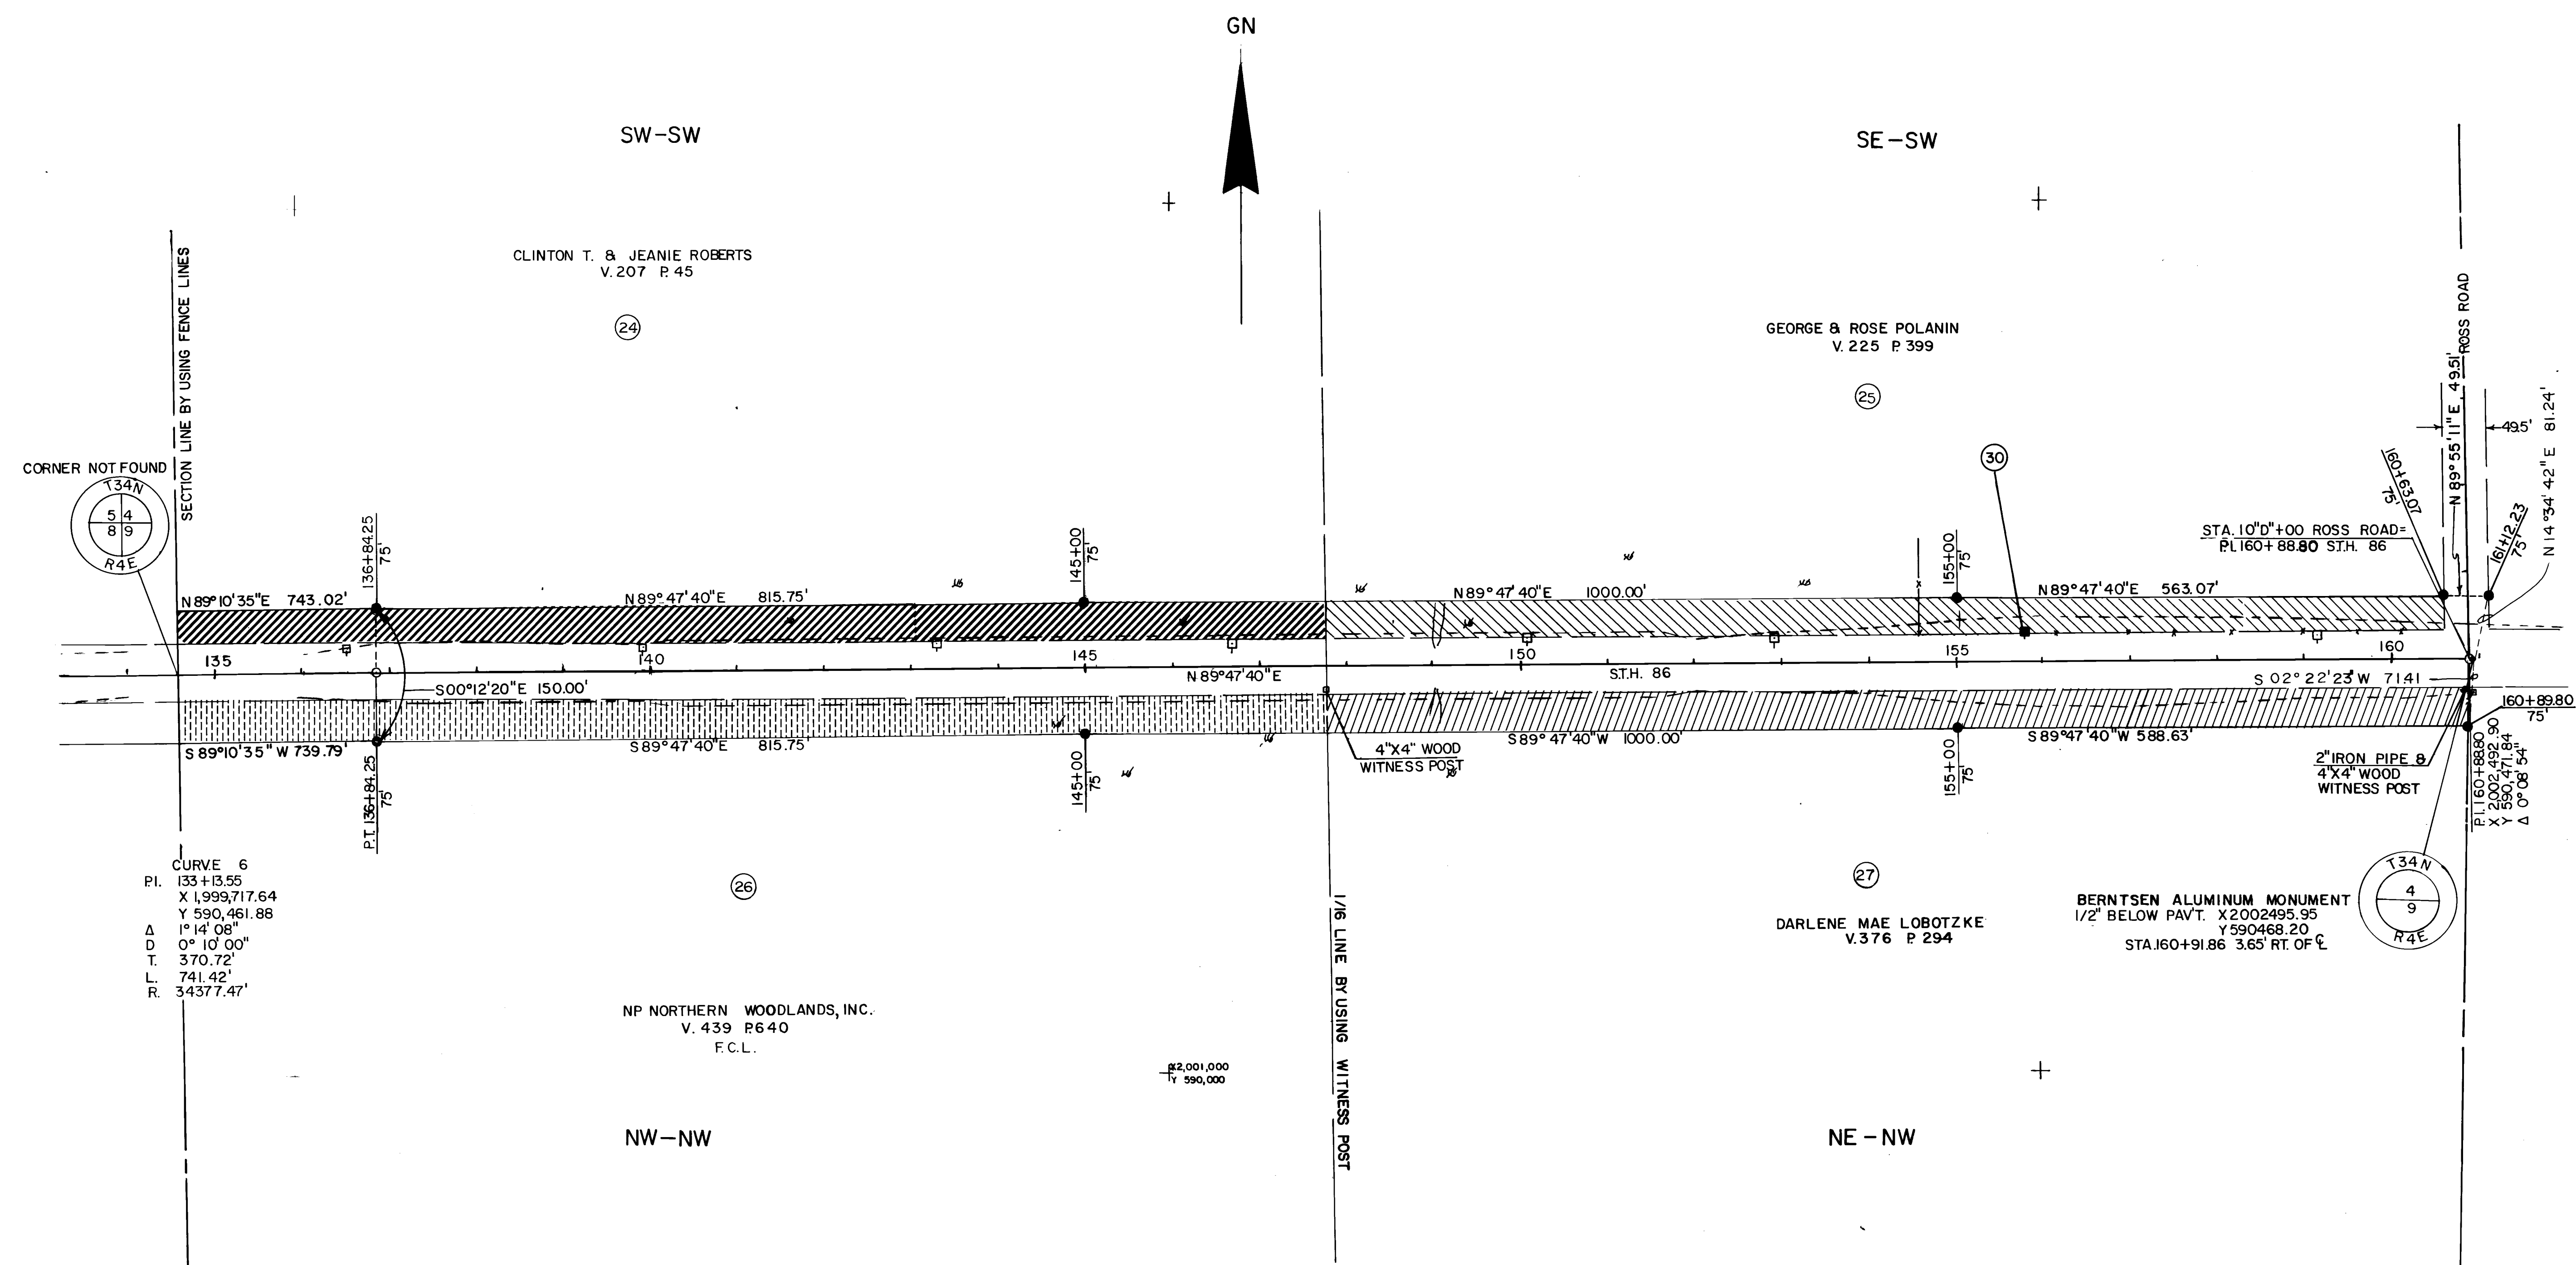 GN
SW-SW
SE-SW
CLINTON T. & JEANIE ROBERTS
V. 207 P. 45
24
GEORGE & ROSE POLANIN
V. 225 P. 399
25
30
SECTION LINE BY USING FENCE LINES
CORNER NOT FOUND
T34N
5 4
8 9
R4E
136+84.25
75'
145+00
75'
155+00
75'
160+63.07
75'
N 89°55'11"E 49.51'
ROSS ROAD
49.5'
161+12.23
75'
N 14°34'42"E 81.24'
STA. 10"D"+00 ROSS ROAD=
P.I. 160+88.80 S.T.H. 86
N 89°10'35"E 743.02'
N 89°47'40"E 815.75'
N 89°47'40"E 1000.00'
N 89°47'40"E 563.07'
135
140
145
150
155
160
N 89°47'40"E
S.T.H. 86
S 02°22'23"W 71.41
S00°12'20"E 150.00'
S 89°10'35"W 739.79'
S 89°47'40"E 815.75'
S 89°47'40"W 1000.00'
S 89°47'40"W 588.63'
160+89.80
75'
P.T. 136+84.25
75'
145+00
75'
4"X4" WOOD
WITNESS POST
155+00
75'
2" IRON PIPE &
4"X4" WOOD
WITNESS POST
P.I. 160+88.80
X 2,002,492.90
Y 590,471.84
Δ 0°08'54"
CURVE 6
P.I. 133+13.55
X 1,999,717.64
Y 590,461.88
Δ 1°14'08"
D 0°10'00"
T. 370.72'
L. 741.42'
R. 34377.47'
26
27
DARLENE MAE LOBOTZKE
V.376 P 294
BERNTSEN ALUMINUM MONUMENT
1/2" BELOW PAV'T. X2002495.95
Y590468.20
STA.160+91.86 3.65' RT. OF ℄
T34N
4
9
R4E
1/16 LINE BY USING WITNESS POST
NP NORTHERN WOODLANDS, INC.
V. 439 P.640
F.C.L.
X2,001,000
Y 590,000
NW-NW
NE-NW